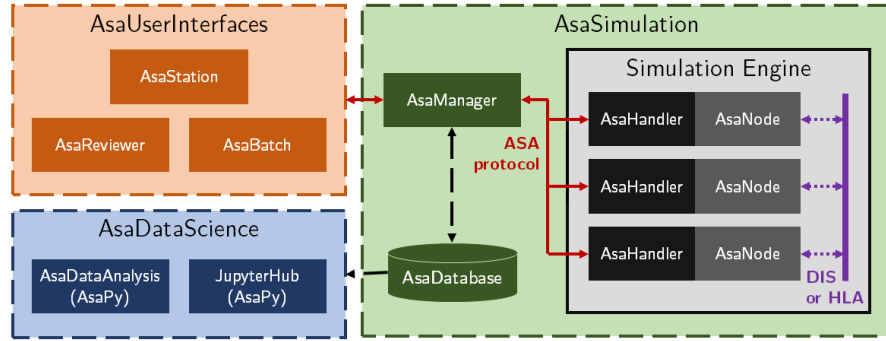 AsaUserInterfaces
AsaStation
AsaReviewer
AsaBatch
AsaDataScience
AsaDataAnalysis
(AsaPy)
JupyterHub
(AsaPy)
AsaSimulation
AsaManager
ASA
protocol
AsaDatabase
Simulation Engine
AsaHandler
AsaNode
AsaHandler
AsaNode
AsaHandler
AsaNode
DIS
or HLA